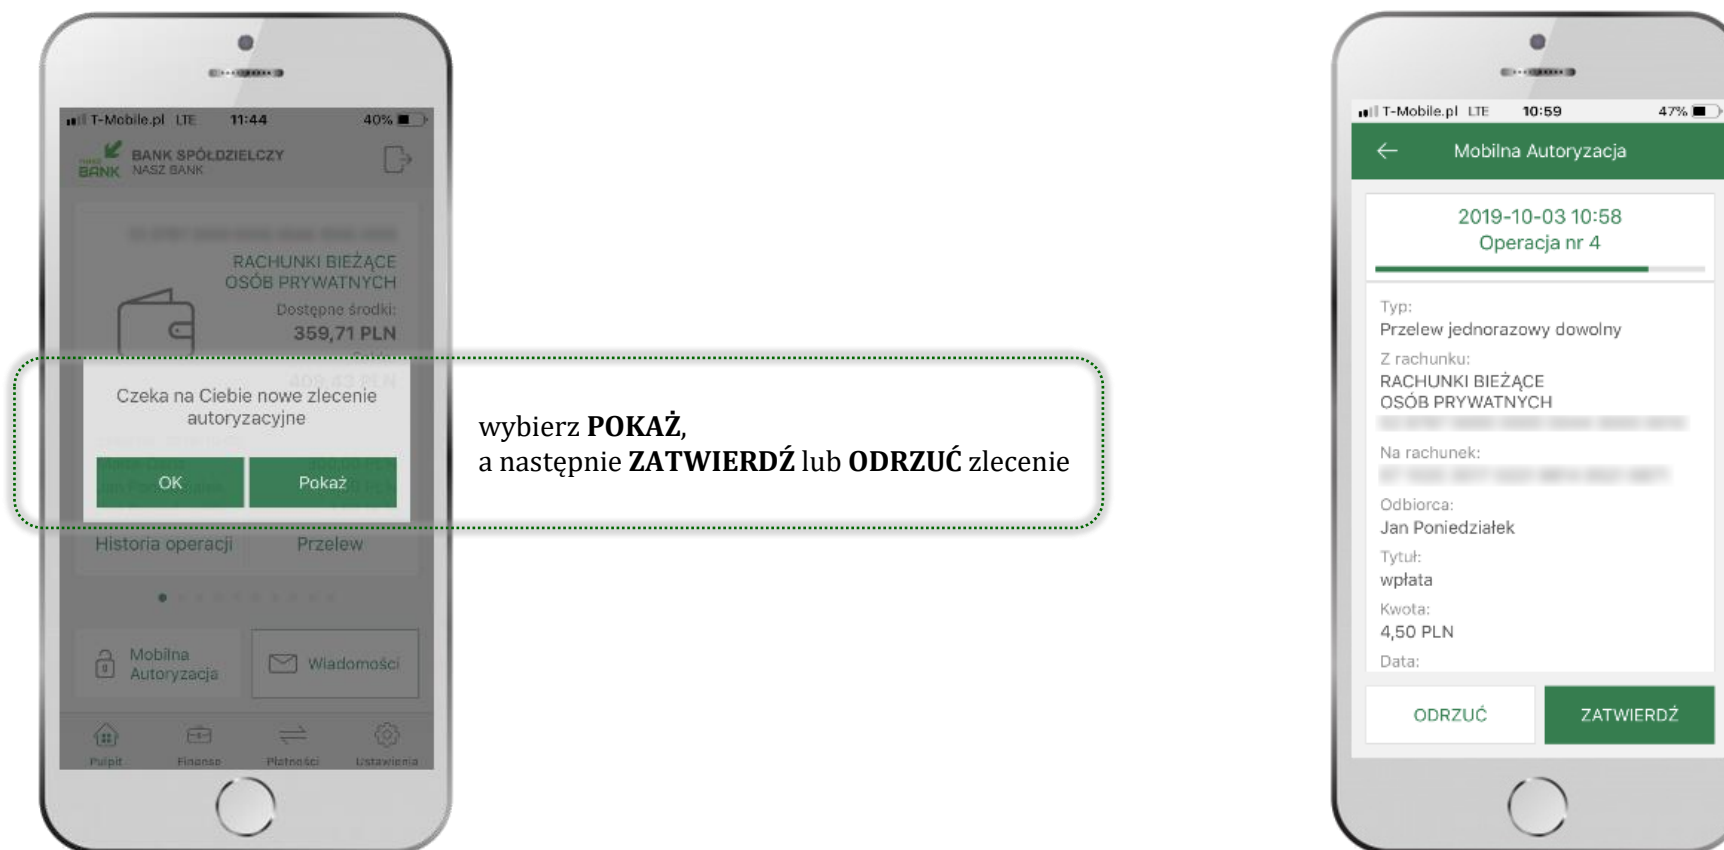 T-Mobile.pl LTE 11:44 40%
BANK SPÓŁDZIELCZY
BANK NASZ BANK
RACHUNKI BIEŻĄCE
OSÓB PRYWATNYCH
Dostępne środki:
359,71 PLN
409,43 PLN
Czeka na Ciebie nowe zlecenie
autoryzacyjne
OK Pokaż
Historia operacji Przelew
Mobilna
Autoryzacja
Wiadomości
Pulpit Finanse Płatności Ustawienia
wybierz POKAŻ,
a następnie ZATWIERDŹ lub ODRZUĆ zlecenie
T-Mobile.pl LTE 10:59 47%
Mobilna Autoryzacja
2019-10-03 10:58
Operacja nr 4
Typ:
Przelew jednorazowy dowolny
Z rachunku:
RACHUNKI BIEŻĄCE
OSÓB PRYWATNYCH
Na rachunek:
Odbiorca:
Jan Poniedziałek
Tytuł:
wpłata
Kwota:
4,50 PLN
Data:
ODRZUĆ ZATWIERDŹ